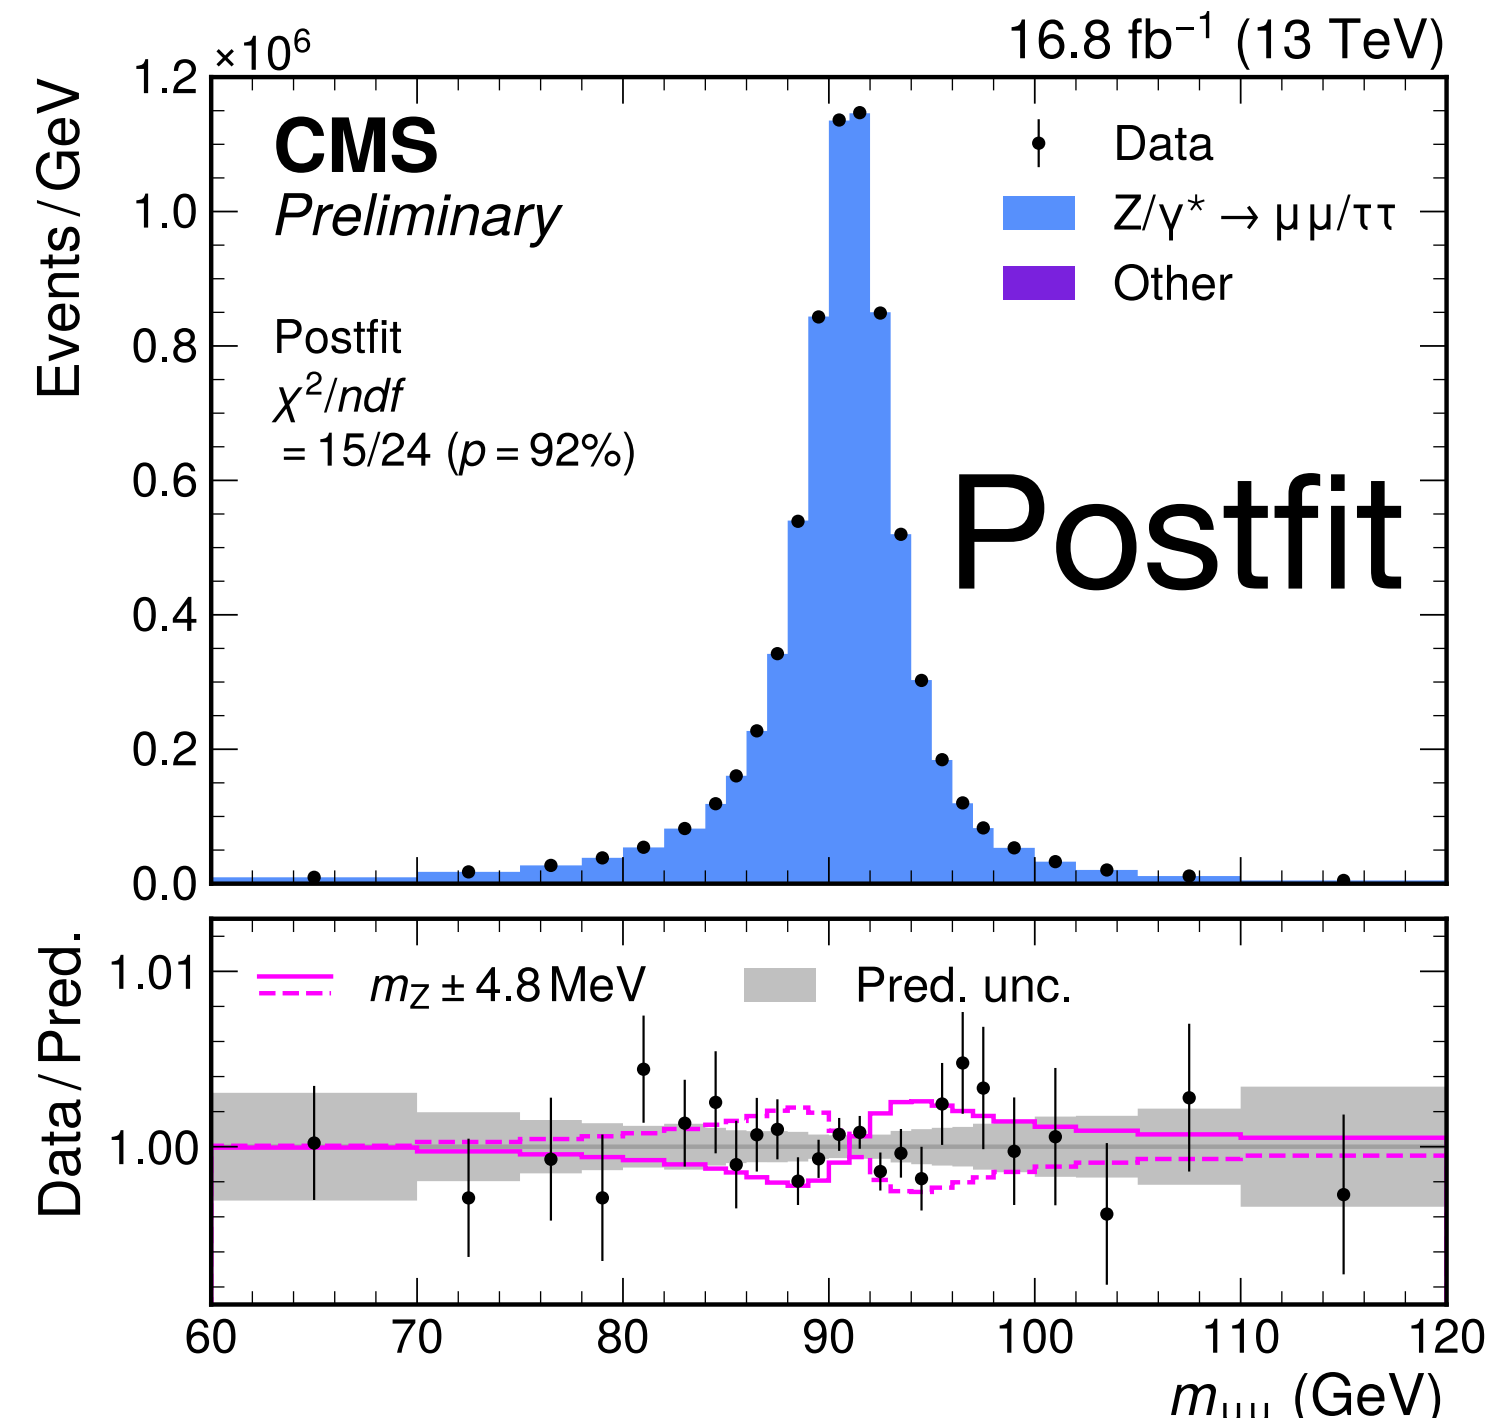 ×10⁶
16.8 fb⁻¹ (13 TeV)
Events / GeV
1.2
1.0
0.8
0.6
0.4
0.2
0.0
CMS
Preliminary
Postfit
χ²/ndf
= 15/24 (p = 92%)
Data
Z/γ* → μμ/ττ
Other
Postfit
Data / Pred.
1.01
1.00
m_Z ± 4.8 MeV
Pred. unc.
60 70 80 90 100 110 120
m_μμ (GeV)